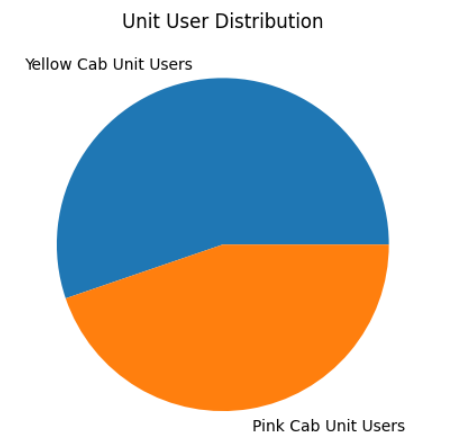 Unit User Distribution
Yellow Cab Unit Users
Pink Cab Unit Users